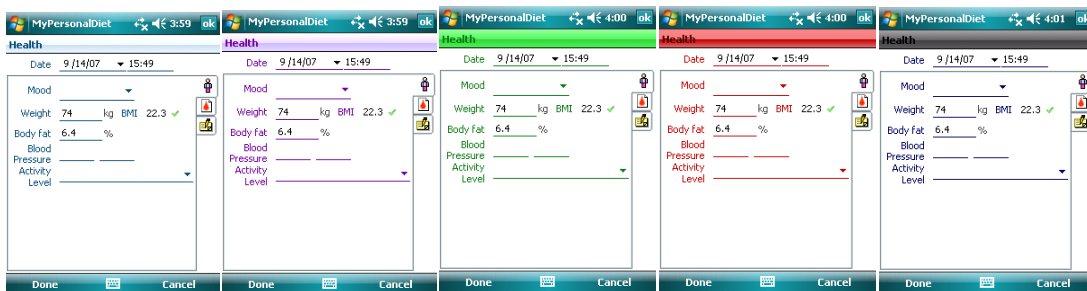 MyPersonalDiet 3:59 ok
Health
Date 9 /14/07 15:49
Mood
Weight 74 kg BMI 22.3
Body fat 6.4 %
Blood
Pressure
Activity
Level
Done Cancel
MyPersonalDiet 3:59 ok
Health
Date 9 /14/07 15:49
Mood
Weight 74 kg BMI 22.3
Body fat 6.4 %
Blood
Pressure
Activity
Level
Done Cancel
MyPersonalDiet 4:00 ok
Health
Date 9 /14/07 15:49
Mood
Weight 74 kg BMI 22.3
Body fat 6.4 %
Blood
Pressure
Activity
Level
Done Cancel
MyPersonalDiet 4:00 ok
Health
Date 9 /14/07 15:49
Mood
Weight 74 kg BMI 22.3
Body fat 6.4 %
Blood
Pressure
Activity
Level
Done Cancel
MyPersonalDiet 4:01 ok
Health
Date 9 /14/07 15:49
Mood
Weight 74 kg BMI 22.3
Body fat 6.4 %
Blood
Pressure
Activity
Level
Done Cancel